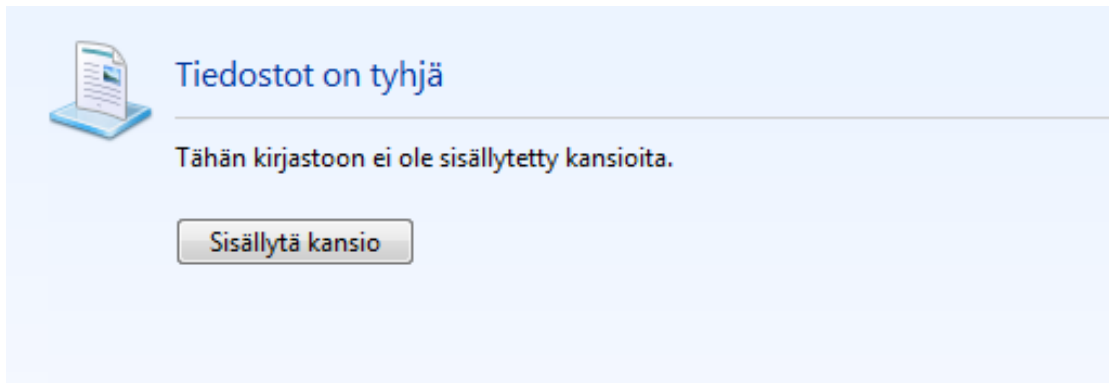 Tiedostot on tyhjä
Tähän kirjastoon ei ole sisällytetty kansioita.
Sisällytä kansio